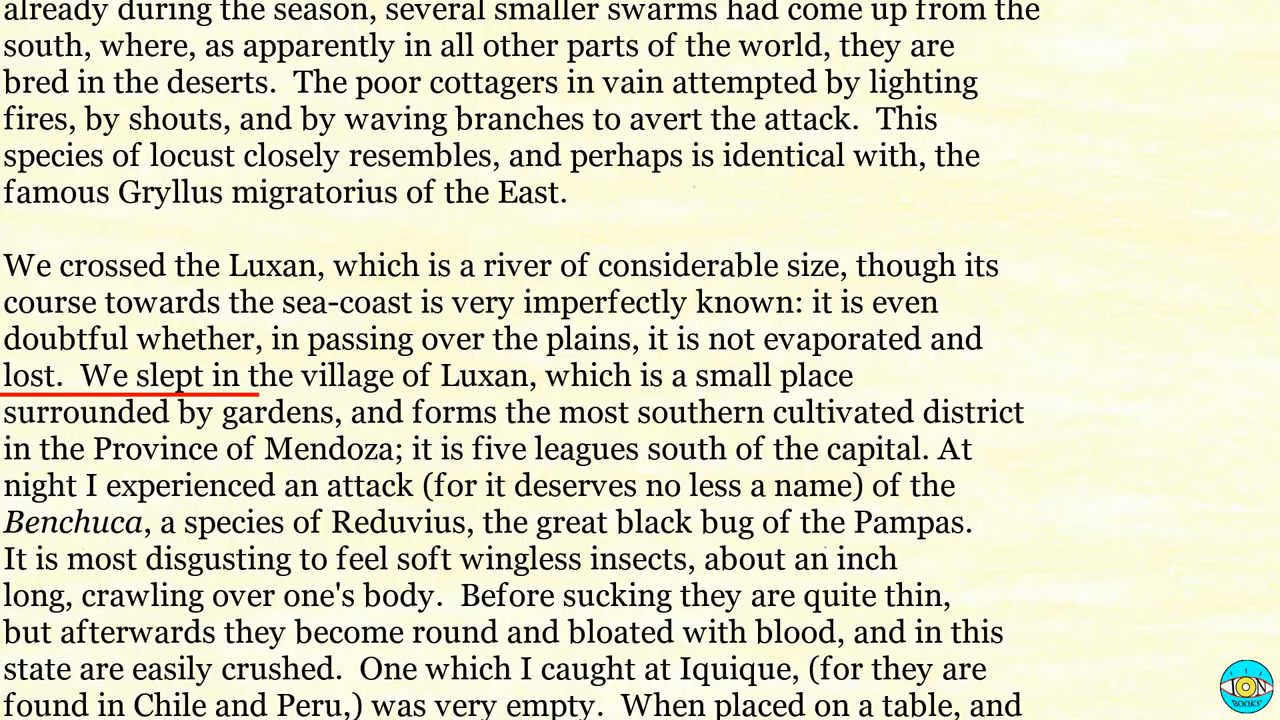 already during the season, several smaller swarms had come up from the
south, where, as apparently in all other parts of the world, they are
bred in the deserts.  The poor cottagers in vain attempted by lighting
fires, by shouts, and by waving branches to avert the attack.  This
species of locust closely resembles, and perhaps is identical with, the
famous Gryllus migratorius of the East.
We crossed the Luxan, which is a river of considerable size, though its
course towards the sea-coast is very imperfectly known: it is even
doubtful whether, in passing over the plains, it is not evaporated and
lost.  We slept in the village of Luxan, which is a small place
surrounded by gardens, and forms the most southern cultivated district
in the Province of Mendoza; it is five leagues south of the capital. At
night I experienced an attack (for it deserves no less a name) of the
Benchuca, a species of Reduvius, the great black bug of the Pampas.
It is most disgusting to feel soft wingless insects, about an inch
long, crawling over one's body.  Before sucking they are quite thin,
but afterwards they become round and bloated with blood, and in this
state are easily crushed.  One which I caught at Iquique, (for they are
found in Chile and Peru,) was very empty.  When placed on a table, and
ION
BOOKS